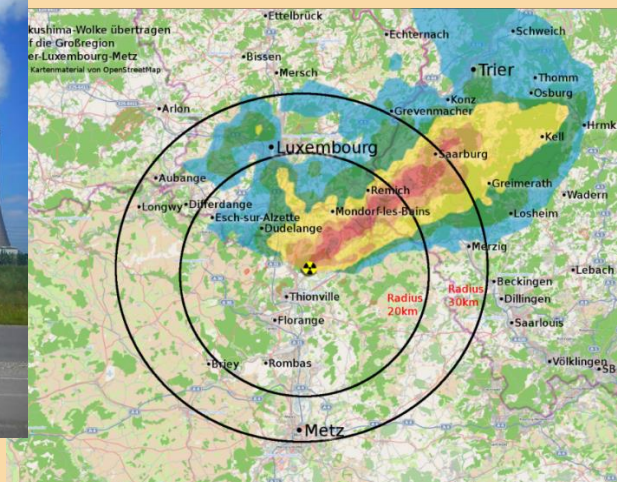 kushima-Wolke übertragen
f die Großregion
er-Luxembourg-Metz
Kartenmaterial von OpenStreetMap
Ettelbrück
Echternach
Schweich
Bissen
Mersch
Trier
Thomm
Osburg
Arlon
Grevenmacher
Konz
Hrmk
Kell
Luxembourg
Saarburg
Aubange
Remich
Greimerath
Wadern
Longwy
Differdange
Esch-sur-Alzette
Mondorf-les-Bains
Losheim
Dudelange
Merzig
Lebach
Beckingen
Thionville
Radius
20km
Radius
30km
Dillingen
Florange
Saarlouis
Briey
Rombas
Völklingen
SB
Metz